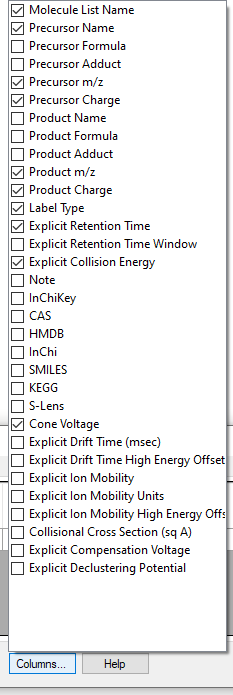 Molecule List Name
Precursor Name
Precursor Formula
Precursor Adduct
Precursor m/z
Precursor Charge
Product Name
Product Formula
Product Adduct
Product m/z
Product Charge
Label Type
Explicit Retention Time
Explicit Retention Time Window
Explicit Collision Energy
Note
InChiKey
CAS
HMDB
InChi
SMILES
KEGG
S-Lens
Cone Voltage
Explicit Drift Time (msec)
Explicit Drift Time High Energy Offset
Explicit Ion Mobility
Explicit Ion Mobility Units
Explicit Ion Mobility High Energy Offs
Collisional Cross Section (sq A)
Explicit Compensation Voltage
Explicit Declustering Potential
Columns... Help